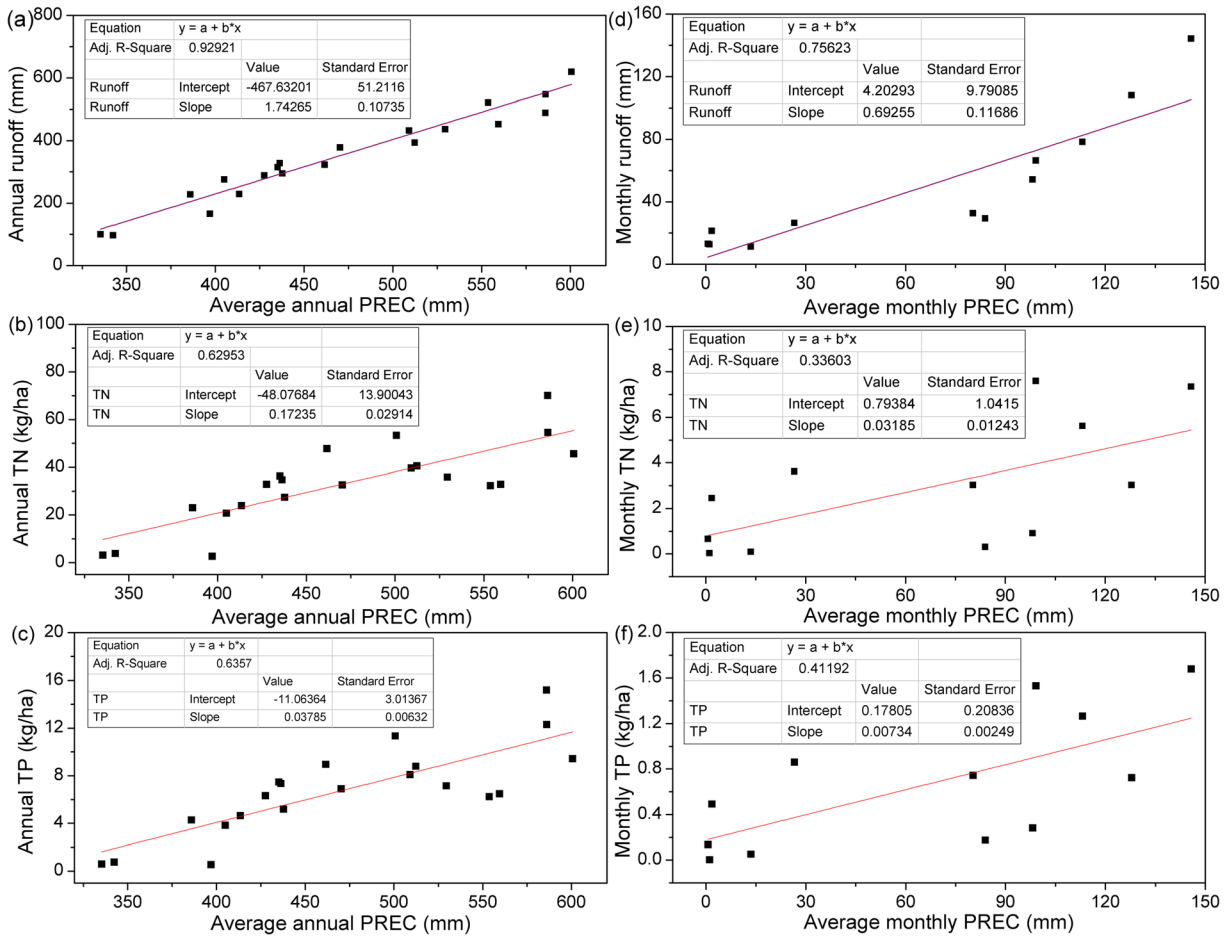 (a)
Equation y = a + b*x
Adj. R-Square 0.92921
Value Standard Error
Runoff Intercept -467.63201 51.2116
Runoff Slope 1.74265 0.10735
800
600
400
200
0
Annual runoff (mm)
350 400 450 500 550 600
Average annual PREC (mm)
(d)
Equation y = a + b*x
Adj. R-Square 0.75623
Value Standard Error
Runoff Intercept 4.20293 9.79085
Runoff Slope 0.69255 0.11686
160
120
80
40
0
Monthly runoff (mm)
0 30 60 90 120 150
Average monthly PREC (mm)
(b)
Equation y = a + b*x
Adj. R-Square 0.62953
Value Standard Error
TN Intercept -48.07684 13.90043
TN Slope 0.17235 0.02914
100
80
60
40
20
0
Annual TN (kg/ha)
350 400 450 500 550 600
Average annual PREC (mm)
(e)
Equation y = a + b*x
Adj. R-Square 0.33603
Value Standard Error
TN Intercept 0.79384 1.0415
TN Slope 0.03185 0.01243
10
8
6
4
2
0
Monthly TN (kg/ha)
0 30 60 90 120 150
Average monthly PREC (mm)
(c)
Equation y = a + b*x
Adj. R-Square 0.6357
Value Standard Error
TP Intercept -11.06364 3.01367
TP Slope 0.03785 0.00632
20
16
12
8
4
0
Annual TP (kg/ha)
350 400 450 500 550 600
Average annual PREC (mm)
(f)
Equation y = a + b*x
Adj. R-Square 0.41192
Value Standard Error
TP Intercept 0.17805 0.20836
TP Slope 0.00734 0.00249
2.0
1.6
1.2
0.8
0.4
0.0
Monthly TP (kg/ha)
0 30 60 90 120 150
Average monthly PREC (mm)